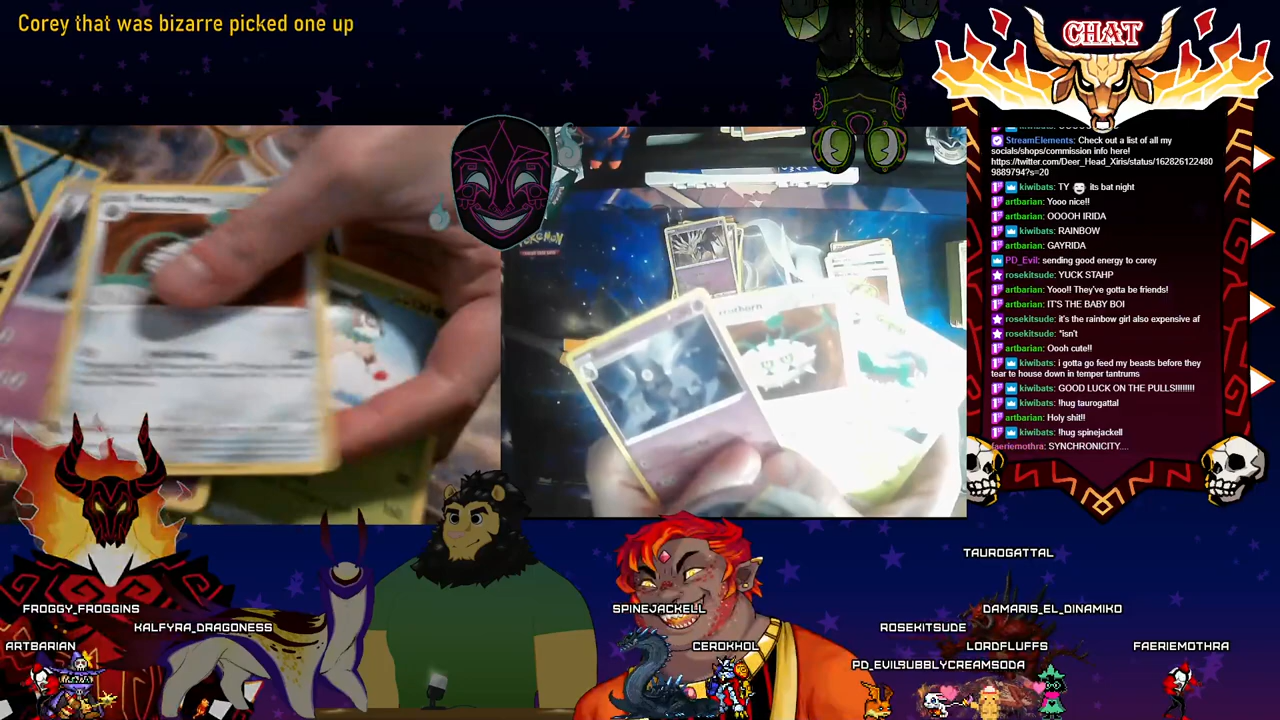 Corey that was bizarre picked one up
CHAT
StreamElements: Check out a list of all my
socials/shops/commission info here!
https://twitter.com/Deer_Head_Xiris/status/162826122480
9889794?s=20
kiwibats: TY its bat night
artbarian: Yooo nice!!
artbarian: OOOOH IRIDA
kiwibats: RAINBOW
artbarian: GAYRIDA
PD_Evil: sending good energy to corey
rosekitsude: YUCK STAHP
artbarian: Yooo!! They've gotta be friends!
artbarian: IT'S THE BABY BOI
rosekitsude: it's the rainbow girl also expensive af
rosekitsude: *isn't
artbarian: Oooh cute!!
kiwibats: i gotta go feed my beasts before they
tear te house down in temper tantrums
kiwibats: GOOD LUCK ON THE PULLS!!!!!!!!
kiwibats: !hug taurogattal
artbarian: Holy shit!!
kiwibats: !hug spinejackell
faeriemothra: SYNCHRONICITY....
Ferrothorn
POKEMON
TAUROGATTAL
FROGGY_FROGGINS
SPINEJACKELL
DAMARIS_EL_DINAMIKO
KALFYRA_DRAGONESS
ROSEKITSUDE
ARTBARIAN
CEROKHOL
LORDFLUFFS
FAERIEMOTHRA